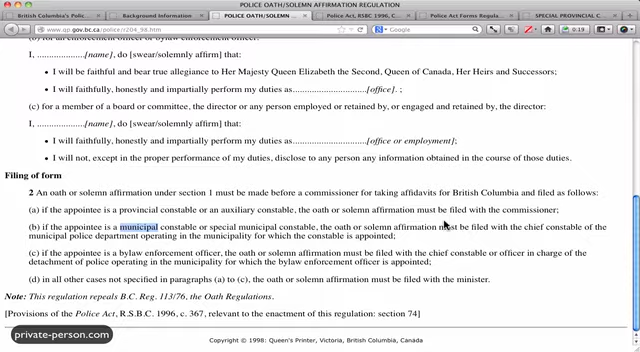 POLICE OATH/SOLEMN AFFIRMATION REGULATION
British Columbia's Polic...
Background Information
POLICE OATH/SOLEMN ...
Police Act, RSBC 1996, C...
Police Act Forms Regula...
SPECIAL PROVINCIAL C...
www.qp.gov.bc.ca/police/r204_98.htm
Google
0:19
I, ....................[name], do [swear/solemnly affirm] that:
• I will be faithful and bear true allegiance to Her Majesty Queen Elizabeth the Second, Queen of Canada, Her Heirs and Successors;
• I will faithfully, honestly and impartially perform my duties as..............................[office]. ;
(c) for a member of a board or committee, the director or any person employed or retained by, or engaged and retained by, the director:
I, ....................[name], do [swear/solemnly affirm] that:
• I will faithfully, honestly and impartially perform my duties as..............................[office or employment];
• I will not, except in the proper performance of my duties, disclose to any person any information obtained in the course of those duties.
Filing of form
2 An oath or solemn affirmation under section 1 must be made before a commissioner for taking affidavits for British Columbia and filed as follows:
(a) if the appointee is a provincial constable or an auxiliary constable, the oath or solemn affirmation must be filed with the commissioner;
(b) if the appointee is a municipal constable or special municipal constable, the oath or solemn affirmation must be filed with the chief constable of the
municipal police department operating in the municipality for which the constable is appointed;
(c) if the appointee is a bylaw enforcement officer, the oath or solemn affirmation must be filed with the chief constable or officer in charge of the
detachment of police operating in the municipality for which the bylaw enforcement officer is appointed;
(d) in all other cases not specified in paragraphs (a) to (c), the oath or solemn affirmation must be filed with the minister.
Note: This regulation repeals B.C. Reg. 113/76, the Oath Regulations.
[Provisions of the Police Act, R.S.B.C. 1996, c. 367, relevant to the enactment of this regulation: section 74]
private-person.com
Copyright © 1998: Queen's Printer, Victoria, British Columbia, Canada